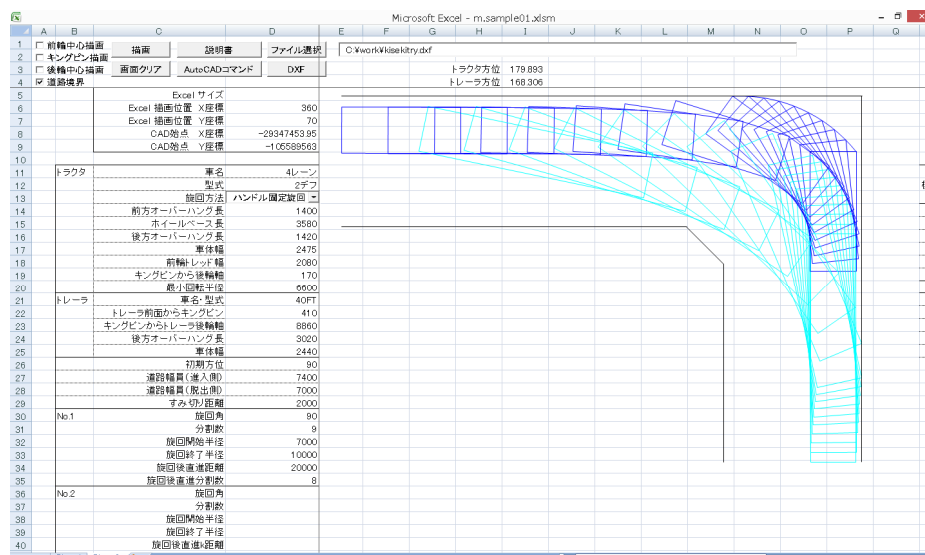 Microsoft Excel - m.sample01.xlsm
A B C D E F G H I J K L M N O P Q
1 前輪中心描画 描画 説明書 ファイル選択 C:¥work¥kisekitry.dxf
2 キングピン描画
3 後輪中心描画 画面クリア AutoCADコマンド DXF トラクタ方位 179.893
4 道路境界 トレーラ方位 168.306
5 Excel サイズ
6 Excel 描画位置 X座標 360
7 Excel 描画位置 Y座標 70
8 CAD始点 X座標 -29347453.95
9 CAD始点 Y座標 -105589563
10
11 トラクタ 車名 4レーン
12 型式 2デフ
13 旋回方法 ハンドル固定旋回
14 前方オーバーハング長 1400
15 ホイールベース長 3580
16 後方オーバーハング長 1420
17 車体幅 2475
18 前輪トレッド幅 2080
19 キングピンから後輪軸 170
20 最小回転半径 6600
21 トレーラ 車名・型式 40FT
22 トレーラ前面からキングピン 410
23 キングピンからトレーラ後輪軸 8860
24 後方オーバーハング長 3020
25 車体幅 2440
26 初期方位 90
27 道路幅員(進入側) 7400
28 道路幅員(脱出側) 7000
29 すみ切り距離 2000
30 No.1 旋回角 90
31 分割数 9
32 旋回開始半径 7000
33 旋回終了半径 10000
34 旋回後直進距離 20000
35 旋回後直進分割数 8
36 No.2 旋回角
37 分割数
38 旋回開始半径
39 旋回終了半径
40 旋回後直進k距離